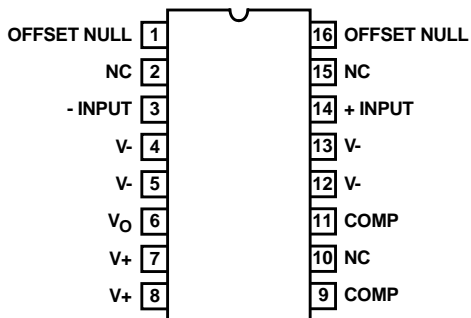 OFFSET NULL 1 16 OFFSET NULL
NC 2 15 NC
- INPUT 3 14 + INPUT
V- 4 13 V-
V- 5 12 V-
VO 6 11 COMP
V+ 7 10 NC
V+ 8 9 COMP